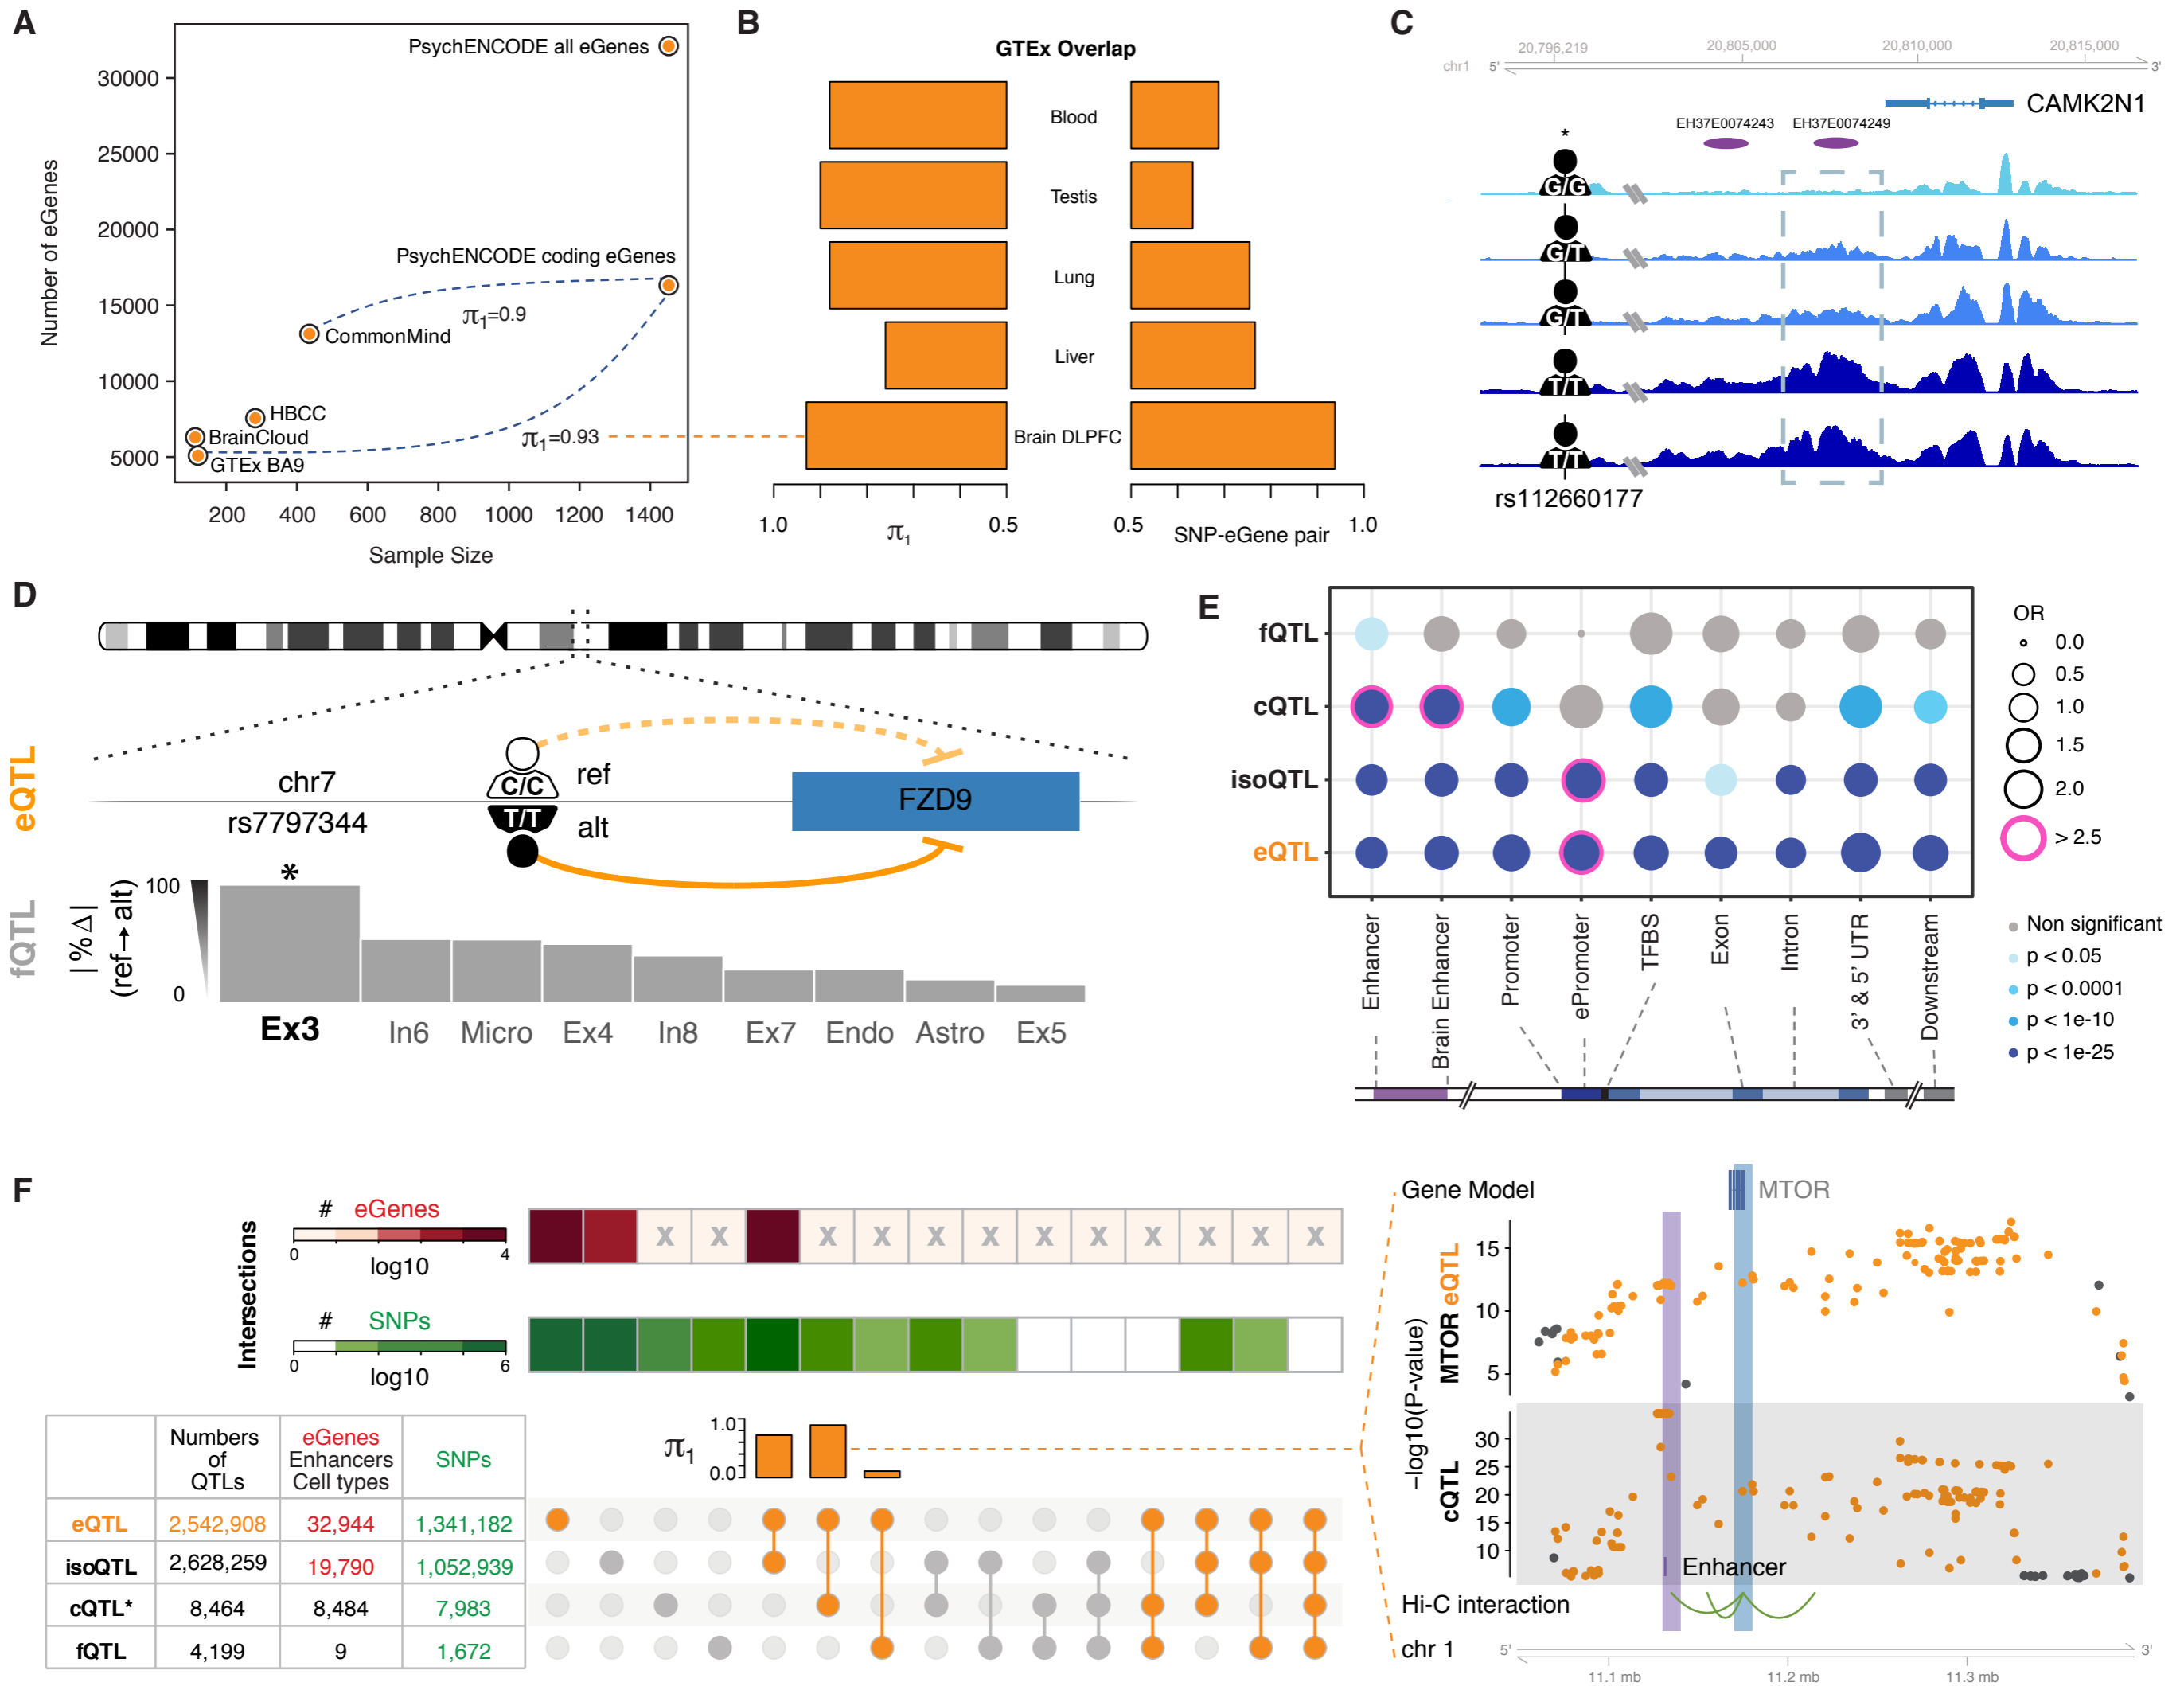 A
PsychENCODE all eGenes
PsychENCODE coding eGenes
π1=0.9
CommonMind
HBCC
BrainCloud
π1=0.93
GTEx BA9
Number of eGenes
30000
25000
20000
15000
10000
5000
200 400 600 800 1000 1200 1400
Sample Size
B
GTEx Overlap
Blood
Testis
Lung
Liver
Brain DLPFC
1.0 π1 0.5
0.5 SNP-eGene pair 1.0
C
20,796,219 20,805,000 20,810,000 20,815,000
chr1 5' 3'
CAMK2N1
EH37E0074243 EH37E0074249
*
G/G
G/T
G/T
T/T
T/T
rs112660177
D
eQTL
chr7
rs7797344
C/C ref
T/T alt
FZD9
fQTL
|%Δ|
(ref→alt)
100
0
*
Ex3 In6 Micro Ex4 In8 Ex7 Endo Astro Ex5
E
fQTL
cQTL
isoQTL
eQTL
Enhancer
Brain Enhancer
Promoter
ePromoter
TFBS
Exon
Intron
3’ & 5’ UTR
Downstream
OR
0.0
0.5
1.0
1.5
2.0
> 2.5
Non significant
p < 0.05
p < 0.0001
p < 1e-10
p < 1e-25
F
Intersections
# eGenes
0 4
log10
X X X X X X X X X X X X
# SNPs
0 6
log10
π1
1.0
0.0
Numbers of QTLs eGenes Enhancers Cell types SNPs
eQTL 2,542,908 32,944 1,341,182
isoQTL 2,628,259 19,790 1,052,939
cQTL* 8,464 8,484 7,983
fQTL 4,199 9 1,672
Gene Model
MTOR
–log10(P-value)
MTOR eQTL
15
10
5
cQTL
30
25
20
15
10
Enhancer
Hi-C interaction
chr 1
5' 3'
11.1 mb 11.2 mb 11.3 mb